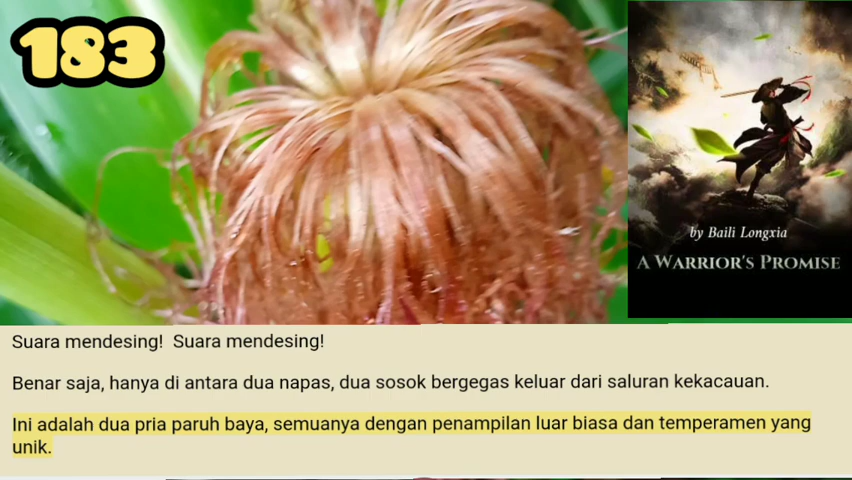 183
by Baili Longxia
A WARRIOR'S PROMISE
Suara mendesing!  Suara mendesing!
Benar saja, hanya di antara dua napas, dua sosok bergegas keluar dari saluran kekacauan.
Ini adalah dua pria paruh baya, semuanya dengan penampilan luar biasa dan temperamen yang
unik.